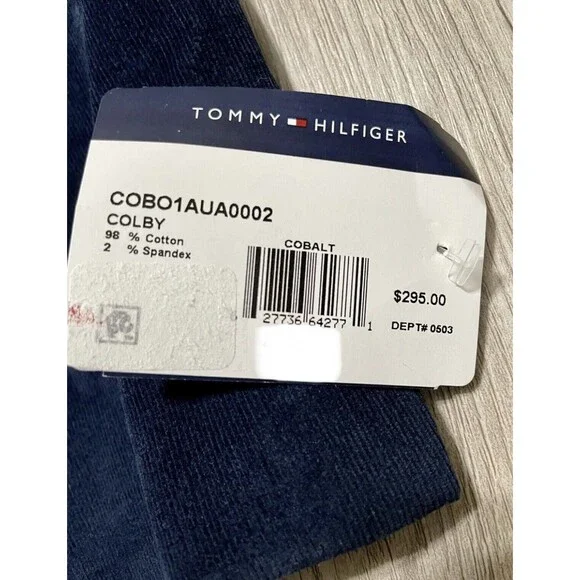 TOMMY HILFIGER
COBO1AUA0002
COLBY
98 % Cotton
2 % Spandex
COBALT
27736 64277 1
$295.00
DEPT# 0503